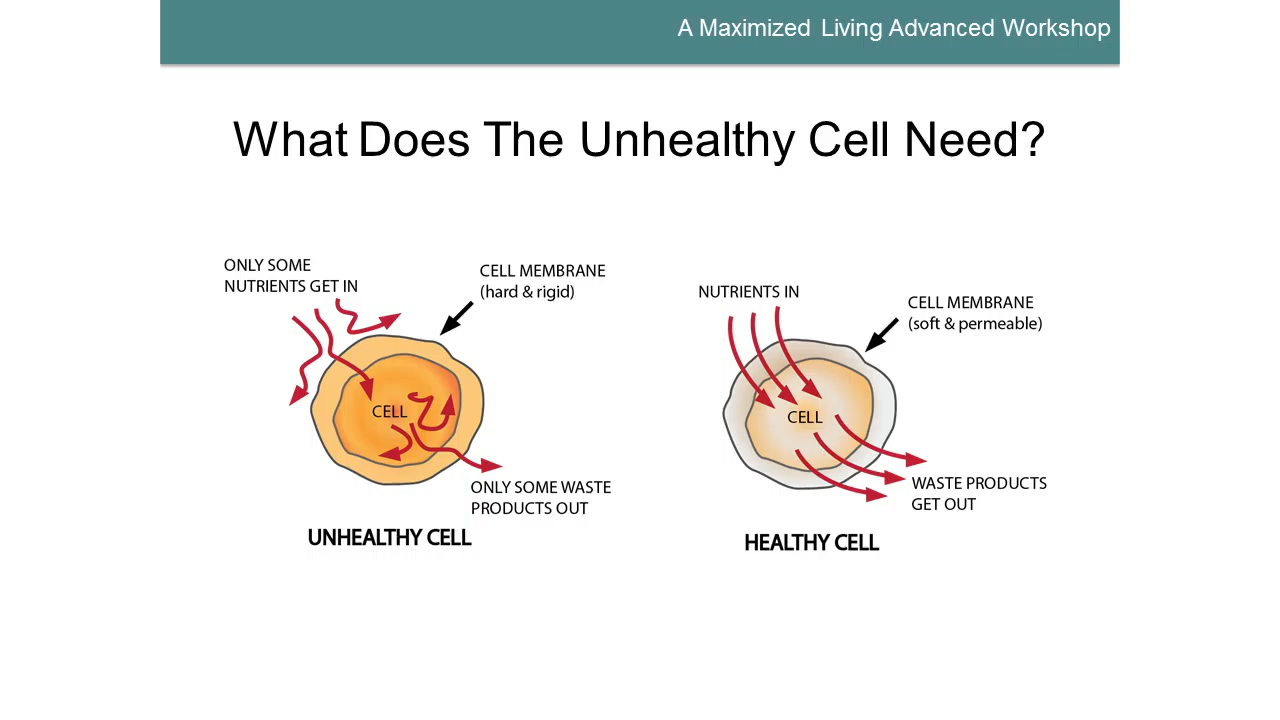 A Maximized Living Advanced Workshop
What Does The Unhealthy Cell Need?
ONLY SOME
NUTRIENTS GET IN
CELL MEMBRANE
(hard & rigid)
CELL
ONLY SOME WASTE
PRODUCTS OUT
UNHEALTHY CELL
NUTRIENTS IN
CELL MEMBRANE
(soft & permeable)
CELL
WASTE PRODUCTS
GET OUT
HEALTHY CELL